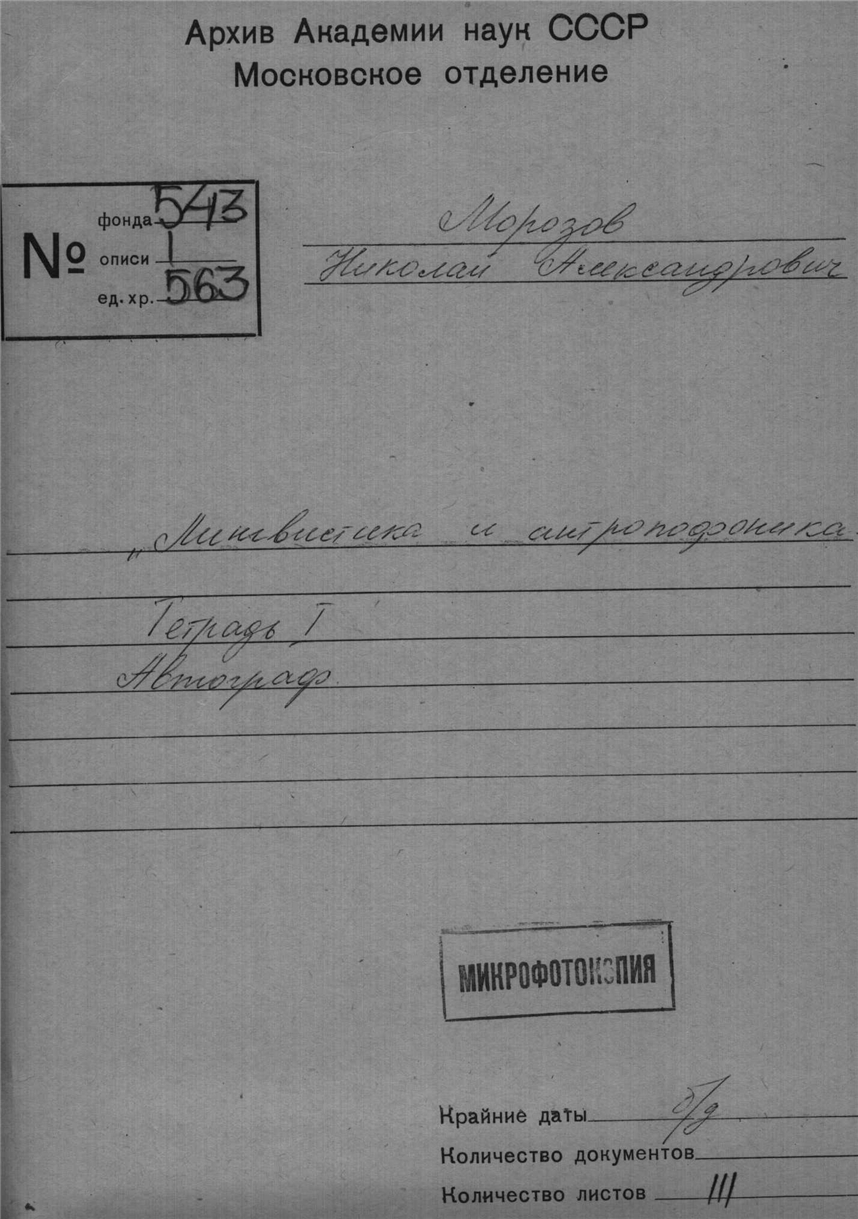 Архив Академии наук СССР
Московское отделение
№
фонда 543
описи 1
ед. хр. 563
Морозов
Николай Александрович
„Лингвистика и антропофоника
Тетрадь I
Автограф.
МИКРОФОТОКОПИЯ
Крайние даты б/д
Количество документов
Количество листов 111